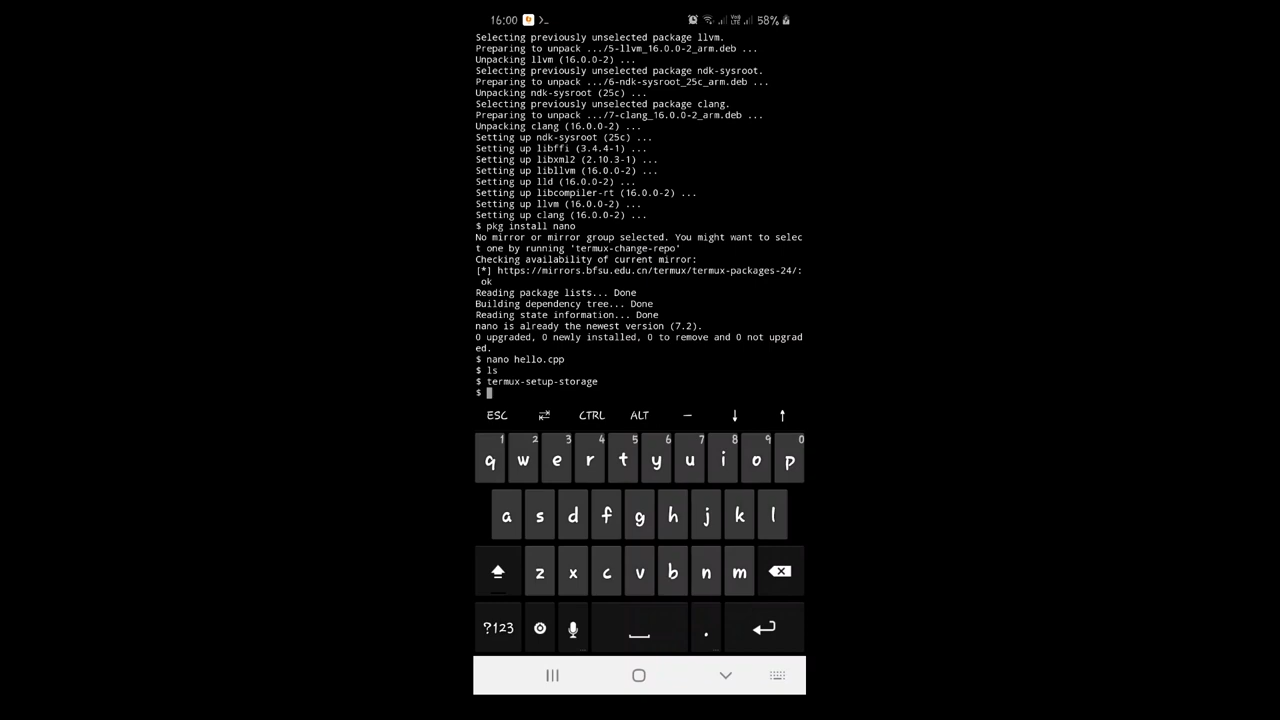 16:00 58%
Selecting previously unselected package llvm.
Preparing to unpack .../5-llvm_16.0.0-2_arm.deb ...
Unpacking llvm (16.0.0-2) ...
Selecting previously unselected package ndk-sysroot.
Preparing to unpack .../6-ndk-sysroot_25c_arm.deb ...
Unpacking ndk-sysroot (25c) ...
Selecting previously unselected package clang.
Preparing to unpack .../7-clang_16.0.0-2_arm.deb ...
Unpacking clang (16.0.0-2) ...
Setting up ndk-sysroot (25c) ...
Setting up libffi (3.4.4-1) ...
Setting up libxml2 (2.10.3-1) ...
Setting up libllvm (16.0.0-2) ...
Setting up lld (16.0.0-2) ...
Setting up libcompiler-rt (16.0.0-2) ...
Setting up llvm (16.0.0-2) ...
Setting up clang (16.0.0-2) ...
$ pkg install nano
No mirror or mirror group selected. You might want to selec
t one by running 'termux-change-repo'
Checking availability of current mirror:
[*] https://mirrors.bfsu.edu.cn/termux/termux-packages-24/:
ok
Reading package lists... Done
Building dependency tree... Done
Reading state information... Done
nano is already the newest version (7.2).
0 upgraded, 0 newly installed, 0 to remove and 0 not upgrad
ed.
$ nano hello.cpp
$ ls
$ termux-setup-storage
$
ESC ⇄ CTRL ALT – ↓ ↑
1 2 3 4 5 6 7 8 9 0
q w e r t y u i o p
a s d f g h j k l
z x c v b n m
?123 .